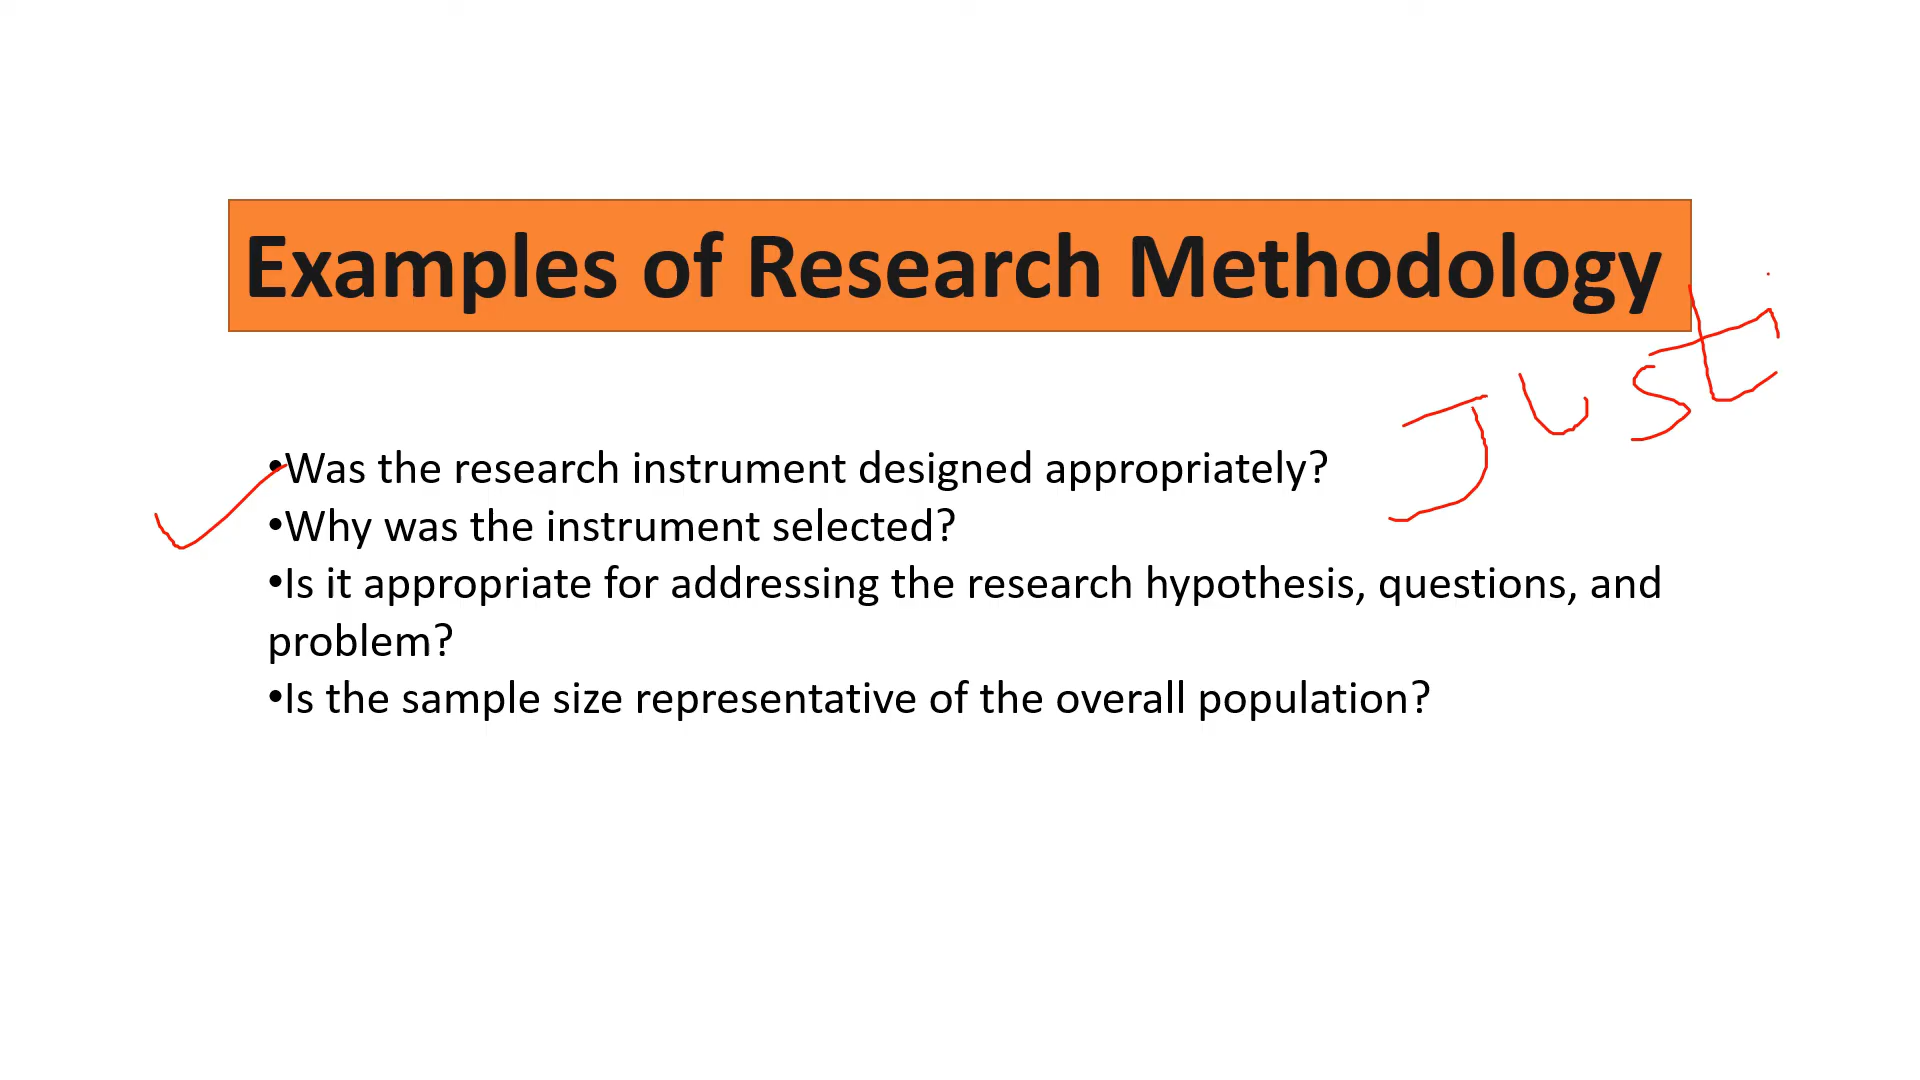 Examples of Research Methodology
Justi
•Was the research instrument designed appropriately?
•Why was the instrument selected?
•Is it appropriate for addressing the research hypothesis, questions, and
problem?
•Is the sample size representative of the overall population?